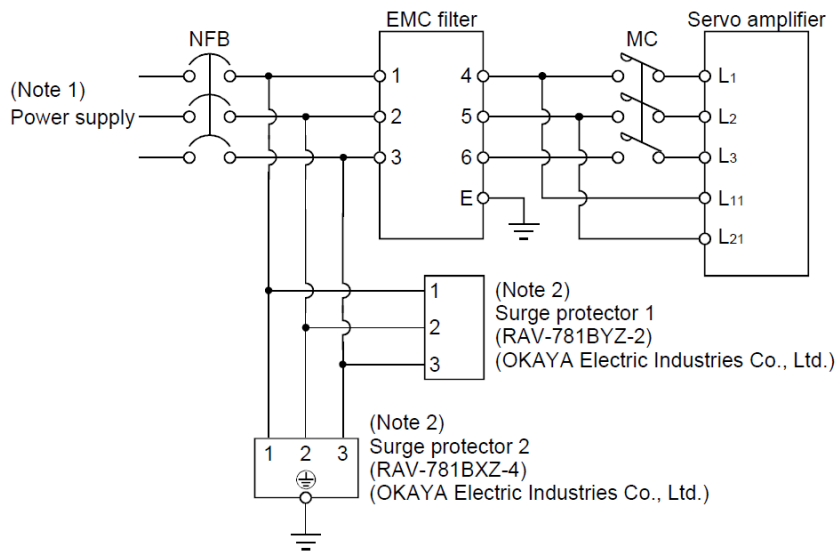 EMC filter
Servo amplifier
NFB
MC
(Note 1)
Power supply
1
2
3
4
5
6
E
L1
L2
L3
L11
L21
1
2
3
(Note 2)
Surge protector 1
(RAV-781BYZ-2)
(OKAYA Electric Industries Co., Ltd.)
1 2 3
(Note 2)
Surge protector 2
(RAV-781BXZ-4)
(OKAYA Electric Industries Co., Ltd.)